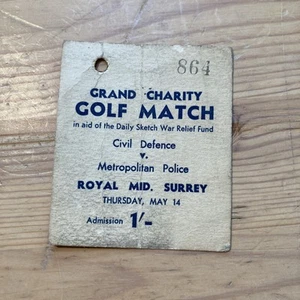 864
GRAND CHARITY
GOLF MATCH
in aid of the Daily Sketch War Relief Fund
Civil Defence
v.
Metropolitan Police
ROYAL MID. SURREY
THURSDAY, MAY 14
Admission 1/-